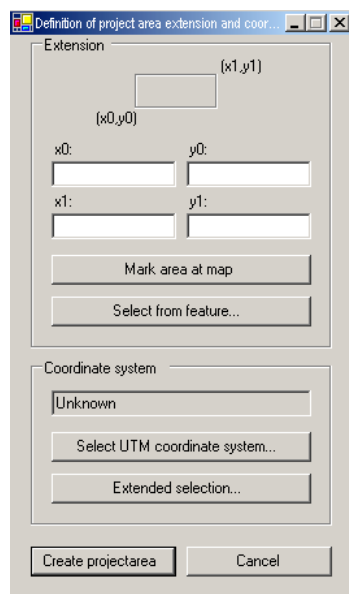 Definition of project area extension and coor...
Extension
(x1,y1)
(x0,y0)
x0: y0:
x1: y1:
Mark area at map
Select from feature...
Coordinate system
Unknown
Select UTM coordinate system...
Extended selection...
Create projectarea Cancel